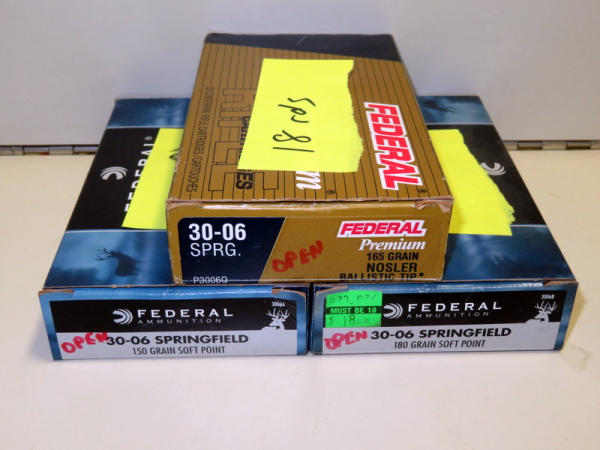 18 rds
FEDERAL
30-06
SPRG.
P3006Q
OPEN
FEDERAL
Premium
165 GRAIN
NOSLER
BALLISTIC TIP*
FEDERAL
3006A
FEDERAL
AMMUNITION
OPEN
30-06 SPRINGFIELD
150 GRAIN SOFT POINT
MUST BE 18
3006B
FEDERAL
AMMUNITION
OPEN
30-06 SPRINGFIELD
180 GRAIN SOFT POINT